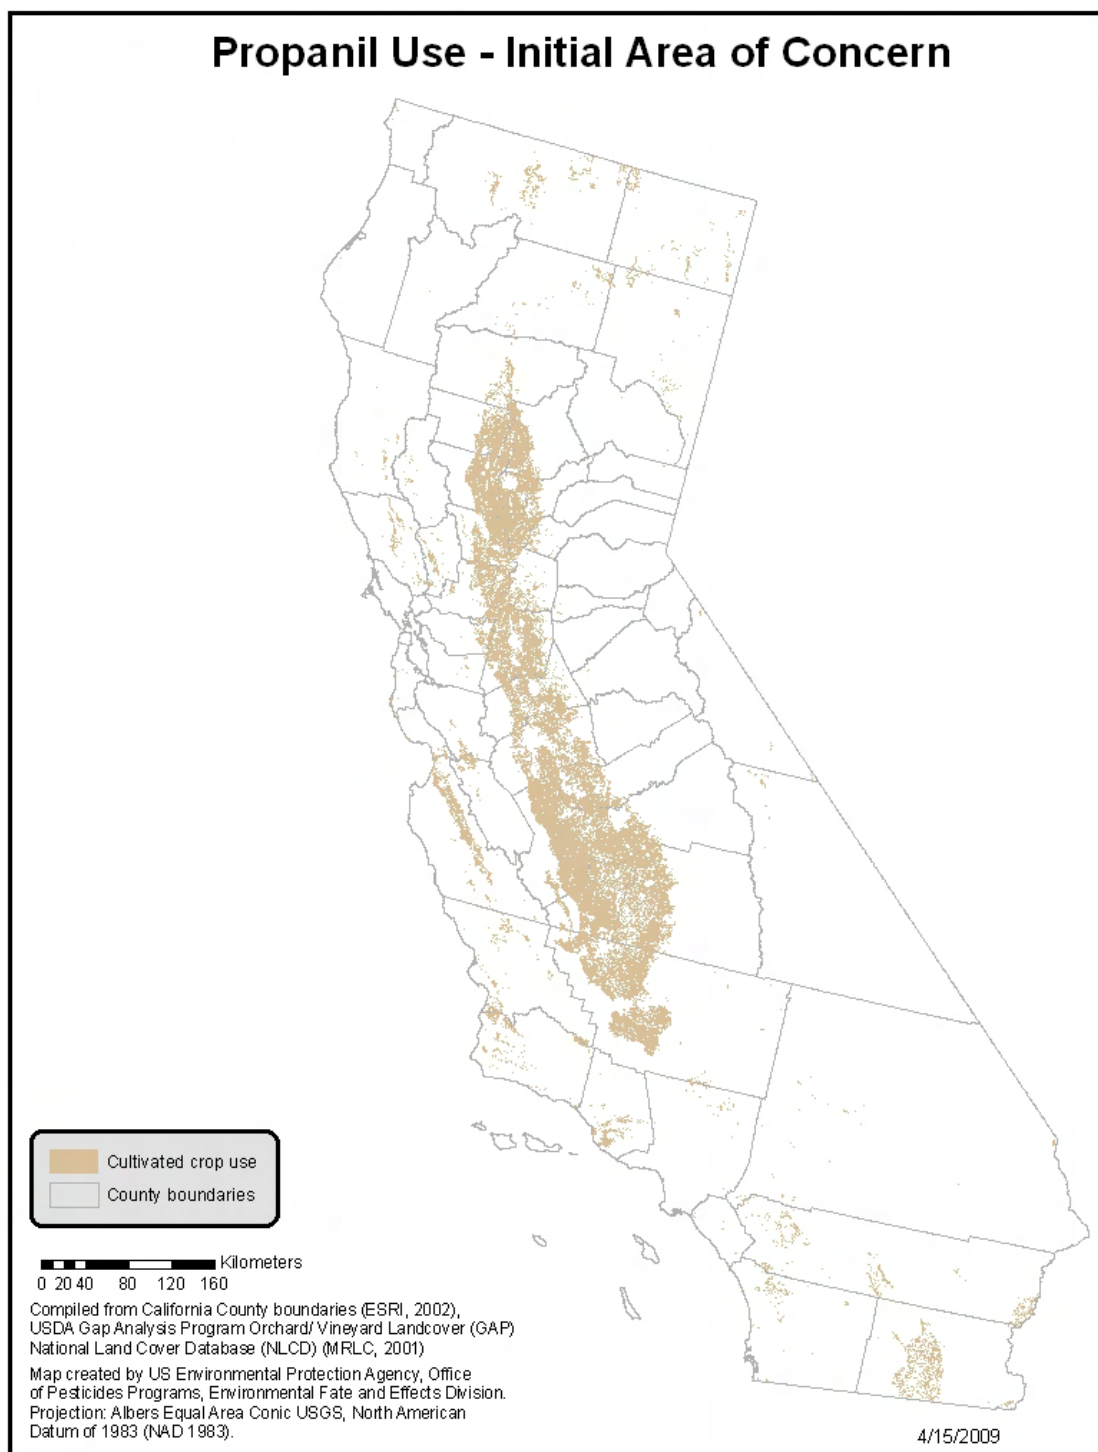 Propanil Use - Initial Area of Concern
Cultivated crop use
County boundaries
Kilometers
0 20 40 80 120 160
Compiled from California County boundaries (ESRI, 2002),
USDA Gap Analysis Program Orchard/ Vineyard Landcover (GAP)
National Land Cover Database (NLCD) (MRLC, 2001)
Map created by US Environmental Protection Agency, Office
of Pesticides Programs, Environmental Fate and Effects Division.
Projection: Albers Equal Area Conic USGS, North American
Datum of 1983 (NAD 1983).
4/15/2009